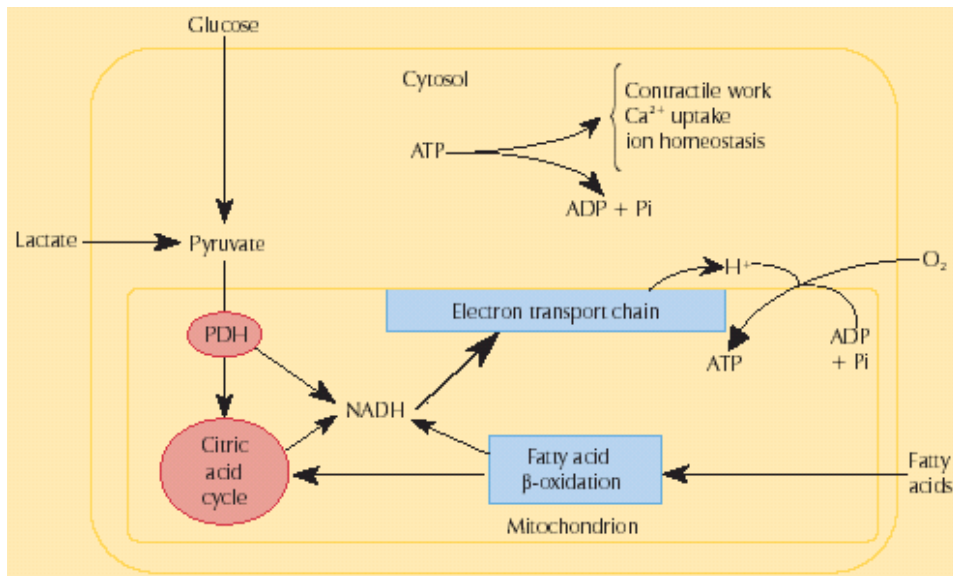 Glucose
Cytosol
Contractile work
Ca²⁺ uptake
ion homeostasis
ATP
ADP + Pi
Lactate
Pyruvate
H⁺
O₂
Electron transport chain
PDH
ATP
ADP
+ Pi
NADH
Citric
acid
cycle
Fatty acid
β-oxidation
Fatty
acids
Mitochondrion